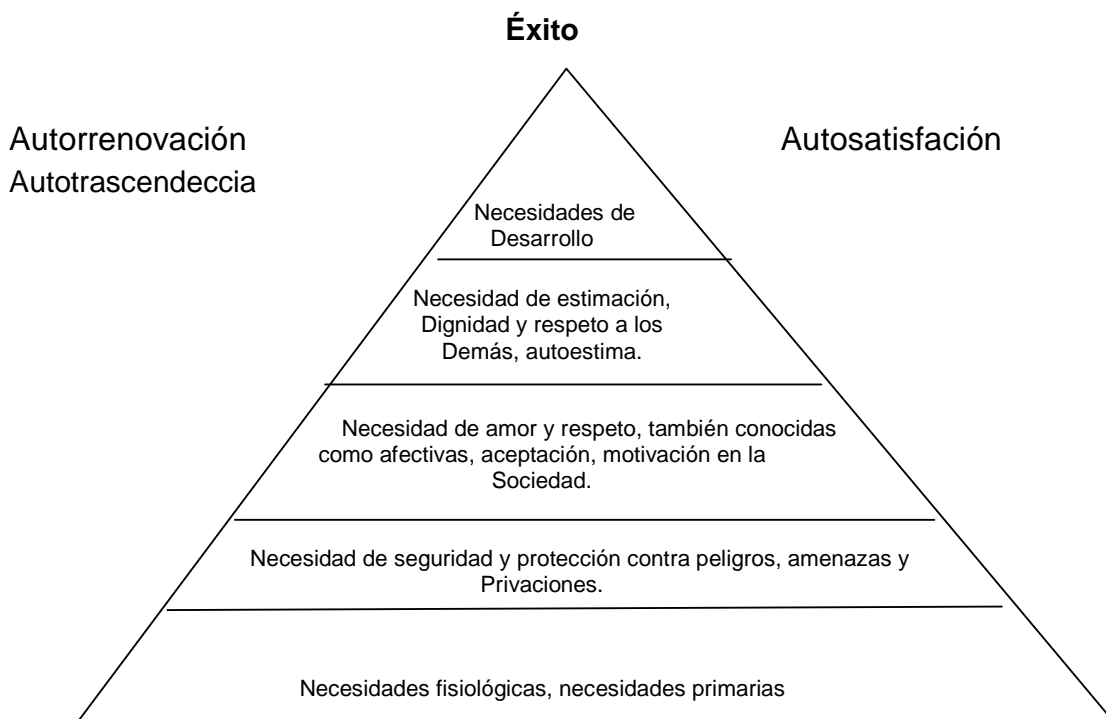 Éxito
Autorrenovación
Autotrascendeccia
Autosatisfación
Necesidades de
Desarrollo
Necesidad de estimación,
Dignidad y respeto a los
Demás, autoestima.
Necesidad de amor y respeto, también conocidas
como afectivas, aceptación, motivación en la
Sociedad.
Necesidad de seguridad y protección contra peligros, amenazas y
Privaciones.
Necesidades fisiológicas, necesidades primarias